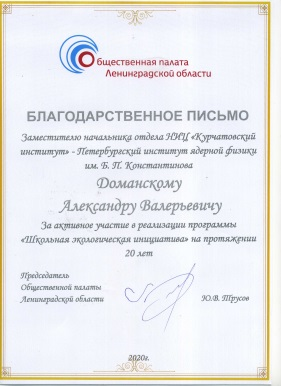 Общественная палата
Ленинградской области
БЛАГОДАРСТВЕННОЕ ПИСЬМО
Заместителю начальника отдела НИЦ «Курчатовский
институт» - Петербургский институт ядерной физики
им. Б. П. Константинова
Доманскому
Александру Валерьевичу
За активное участие в реализации программы
«Школьная экологическая инициатива» на протяжении
20 лет
Председатель
Общественной палаты
Ленинградской области
Ю.В. Трусов
2020г.